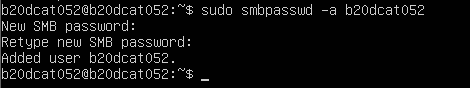 b20dcat052@b20dcat052:~$ sudo smbpasswd -a b20dcat052
New SMB password:
Retype new SMB password:
Added user b20dcat052.
b20dcat052@b20dcat052:~$ _